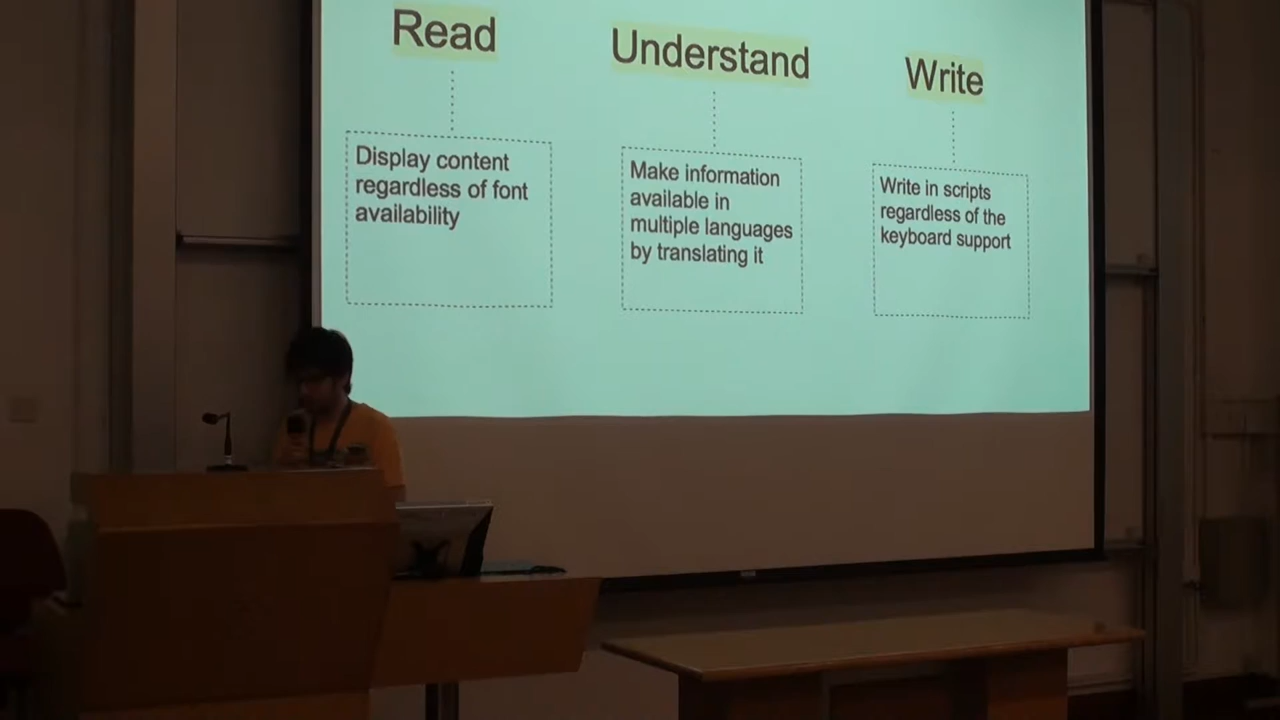 Read
Understand
Write
Display content
regardless of font
availability
Make information
available in
multiple languages
by translating it
Write in scripts
regardless of the
keyboard support